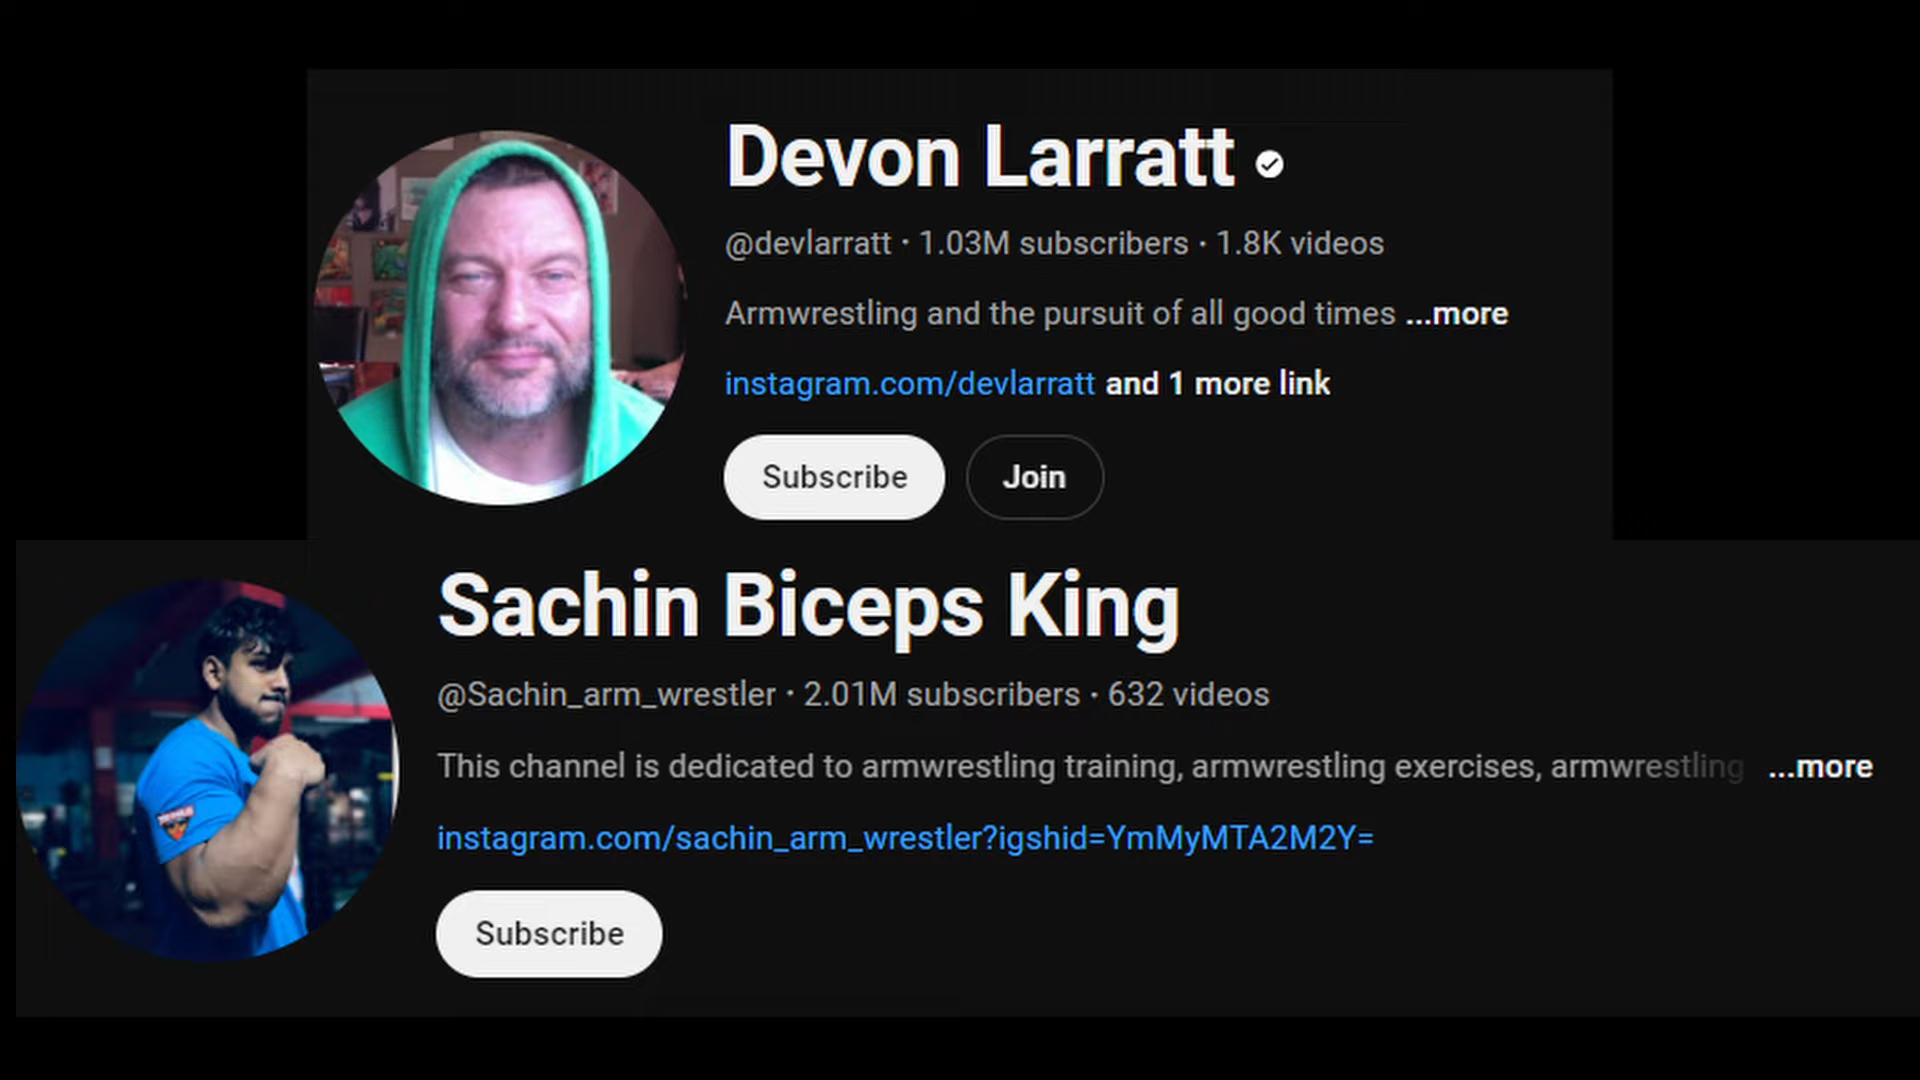 Devon Larratt
@devlarratt · 1.03M subscribers · 1.8K videos
Armwrestling and the pursuit of all good times ...more
instagram.com/devlarratt and 1 more link
Subscribe Join
Sachin Biceps King
@Sachin_arm_wrestler · 2.01M subscribers · 632 videos
This channel is dedicated to armwrestling training, armwrestling exercises, armwrestling ...more
instagram.com/sachin_arm_wrestler?igshid=YmMyMTA2M2Y=
Subscribe